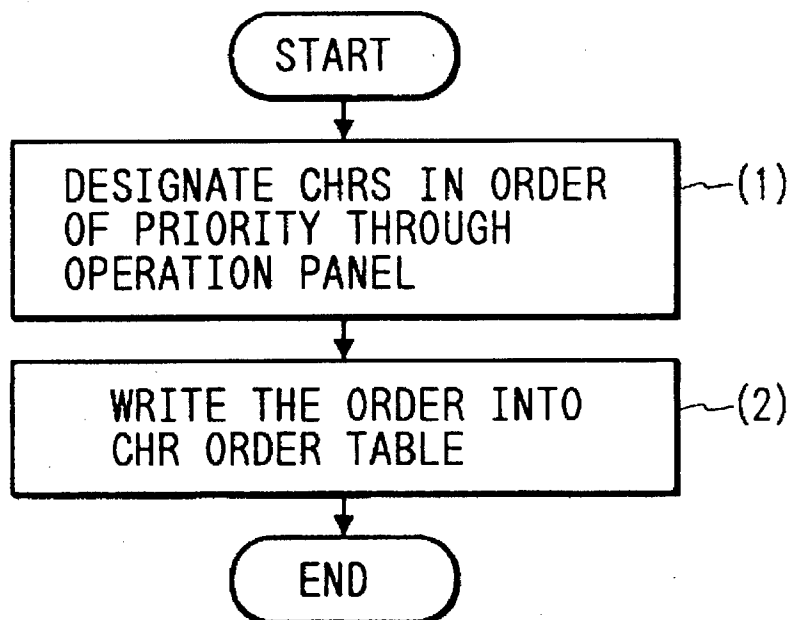 START
DESIGNATE CHRS IN ORDER
OF PRIORITY THROUGH
OPERATION PANEL
(1)
WRITE THE ORDER INTO
CHR ORDER TABLE
(2)
END